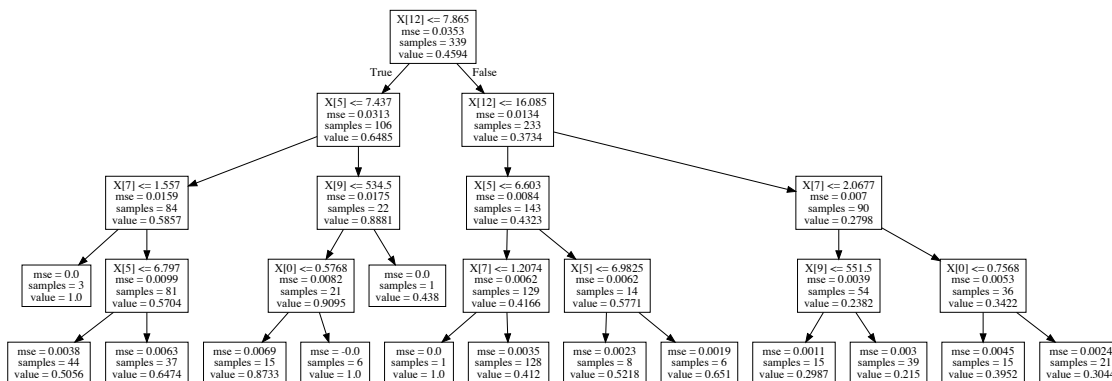 X[12] <= 7.865
mse = 0.0353
samples = 339
value = 0.4594
True
False
X[5] <= 7.437
mse = 0.0313
samples = 106
value = 0.6485
X[12] <= 16.085
mse = 0.0134
samples = 233
value = 0.3734
X[7] <= 1.557
mse = 0.0159
samples = 84
value = 0.5857
X[9] <= 534.5
mse = 0.0175
samples = 22
value = 0.8881
X[5] <= 6.603
mse = 0.0084
samples = 143
value = 0.4323
X[7] <= 2.0677
mse = 0.007
samples = 90
value = 0.2798
mse = 0.0
samples = 3
value = 1.0
X[5] <= 6.797
mse = 0.0099
samples = 81
value = 0.5704
X[0] <= 0.5768
mse = 0.0082
samples = 21
value = 0.9095
mse = 0.0
samples = 1
value = 0.438
X[7] <= 1.2074
mse = 0.0062
samples = 129
value = 0.4166
X[5] <= 6.9825
mse = 0.0062
samples = 14
value = 0.5771
X[9] <= 551.5
mse = 0.0039
samples = 54
value = 0.2382
X[0] <= 0.7568
mse = 0.0053
samples = 36
value = 0.3422
mse = 0.0038
samples = 44
value = 0.5056
mse = 0.0063
samples = 37
value = 0.6474
mse = 0.0069
samples = 15
value = 0.8733
mse = -0.0
samples = 6
value = 1.0
mse = 0.0
samples = 1
value = 1.0
mse = 0.0035
samples = 128
value = 0.412
mse = 0.0023
samples = 8
value = 0.5218
mse = 0.0019
samples = 6
value = 0.651
mse = 0.0011
samples = 15
value = 0.2987
mse = 0.003
samples = 39
value = 0.215
mse = 0.0045
samples = 15
value = 0.3952
mse = 0.0024
samples = 21
value = 0.3044